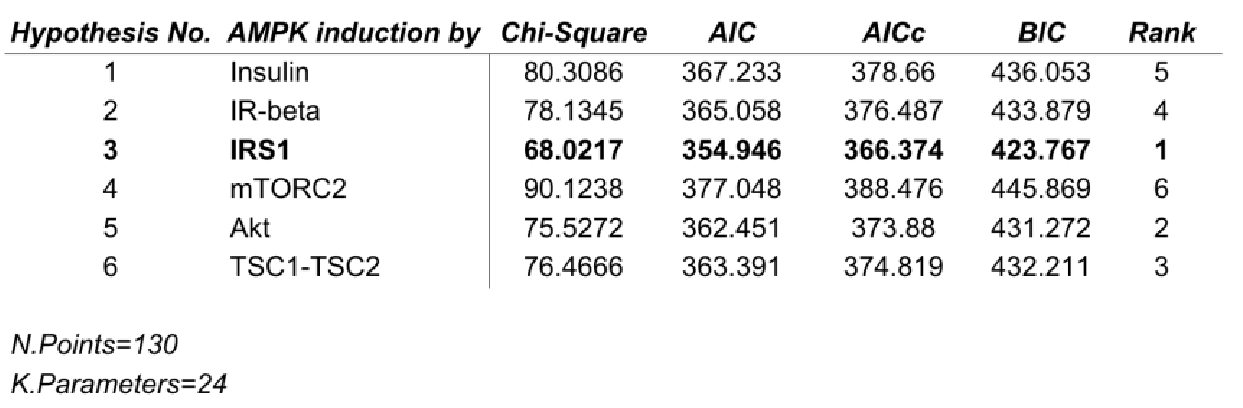 Hypothesis No. AMPK induction by Chi-Square AIC AICc BIC Rank
1 Insulin 80.3086 367.233 378.66 436.053 5
2 IR-beta 78.1345 365.058 376.487 433.879 4
3 IRS1 68.0217 354.946 366.374 423.767 1
4 mTORC2 90.1238 377.048 388.476 445.869 6
5 Akt 75.5272 362.451 373.88 431.272 2
6 TSC1-TSC2 76.4666 363.391 374.819 432.211 3
N.Points=130
K.Parameters=24